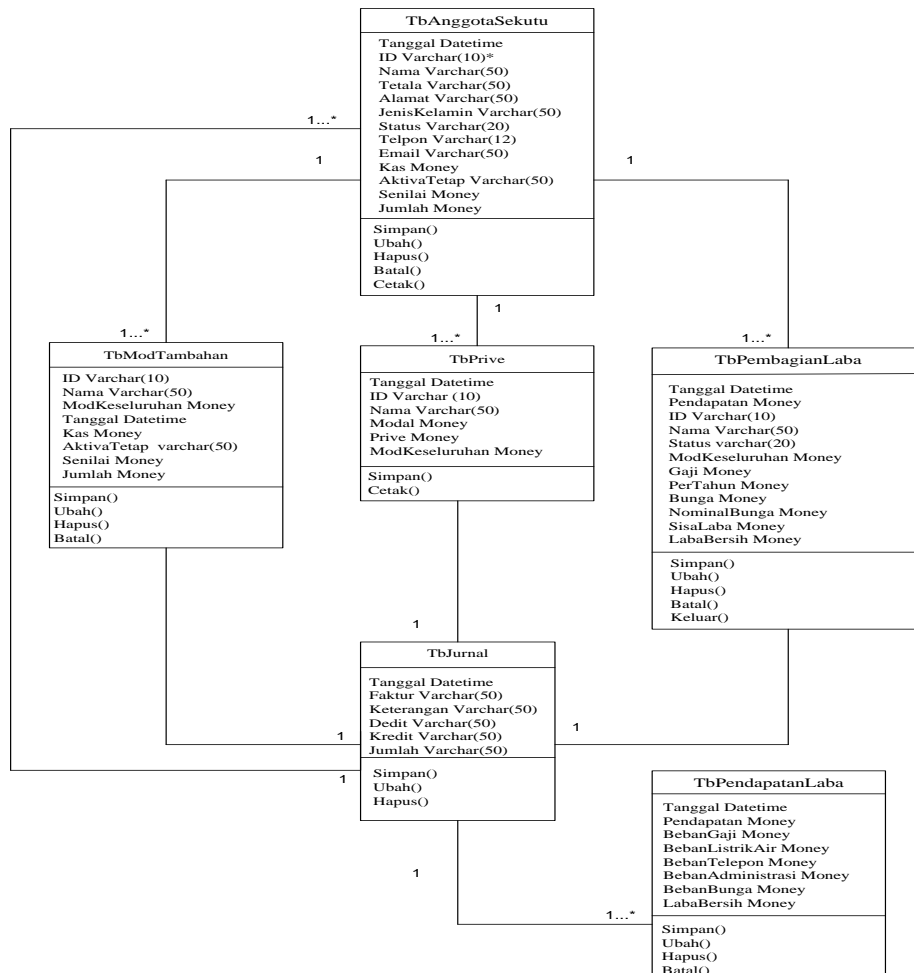 TbAnggotaSekutu
Tanggal Datetime
ID Varchar(10)*
Nama Varchar(50)
Tetala Varchar(50)
Alamat Varchar(50)
JenisKelamin Varchar(50)
Status Varchar(20)
Telpon Varchar(12)
Email Varchar(50)
Kas Money
AktivaTetap Varchar(50)
Senilai Money
Jumlah Money
Simpan()
Ubah()
Hapus()
Batal()
Cetak()
1...*
1
1
1
1...*
1...*
1...*
TbModTambahan
ID Varchar(10)
Nama Varchar(50)
ModKeseluruhan Money
Tanggal Datetime
Kas Money
AktivaTetap varchar(50)
Senilai Money
Jumlah Money
Simpan()
Ubah()
Hapus()
Batal()
TbPrive
Tanggal Datetime
ID Varchar (10)
Nama Varchar(50)
Modal Money
Prive Money
ModKeseluruhan Money
Simpan()
Cetak()
TbPembagianLaba
Tanggal Datetime
Pendapatan Money
ID Varchar(10)
Nama Varchar(50)
Status varchar(20)
ModKeseluruhan Money
Gaji Money
PerTahun Money
Bunga Money
NominalBunga Money
SisaLaba Money
LabaBersih Money
Simpan()
Ubah()
Hapus()
Batal()
Keluar()
1
1
1
1
TbJurnal
Tanggal Datetime
Faktur Varchar(50)
Keterangan Varchar(50)
Dedit Varchar(50)
Kredit Varchar(50)
Jumlah Varchar(50)
Simpan()
Ubah()
Hapus()
1
1...*
TbPendapatanLaba
Tanggal Datetime
Pendapatan Money
BebanGaji Money
BebanListrikAir Money
BebanTelepon Money
BebanAdministrasi Money
BebanBunga Money
LabaBersih Money
Simpan()
Ubah()
Hapus()
Batal()